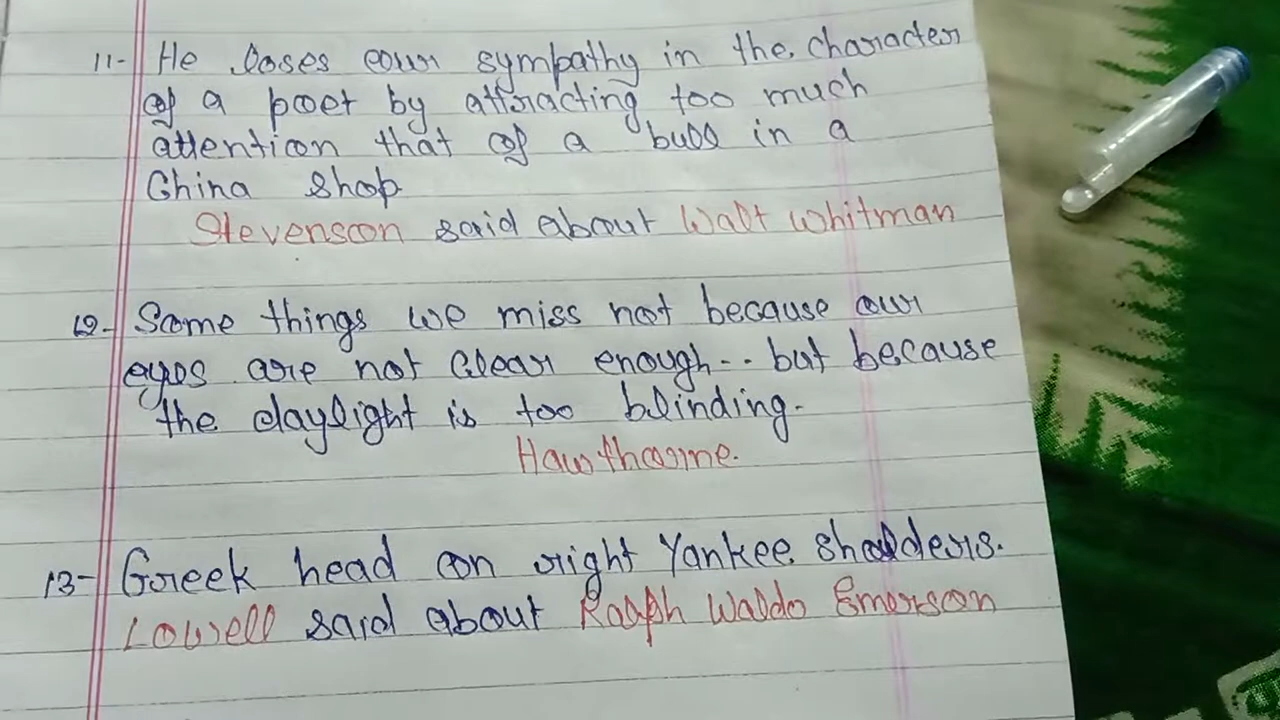 11- He loses our sympathy in the character
of a poet by attracting too much
attention that of a bull in a
China shop
Stevenson said about Walt Whitman
12- Some things we miss not because our
eyes are not clear enough-- but because
the daylight is too blinding.
Hawthorne.
13- Greek head on right Yankee sholders.
Lowell said about Ralph Waldo Emerson